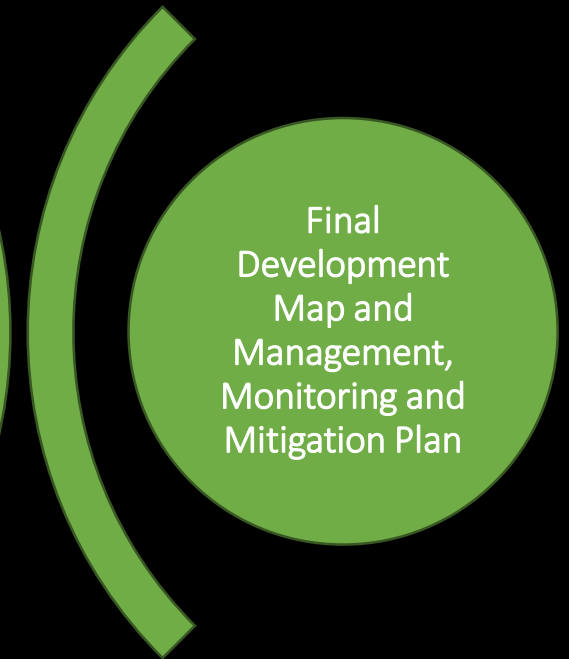 Final
Development
Map and
Management,
Monitoring and
Mitigation Plan